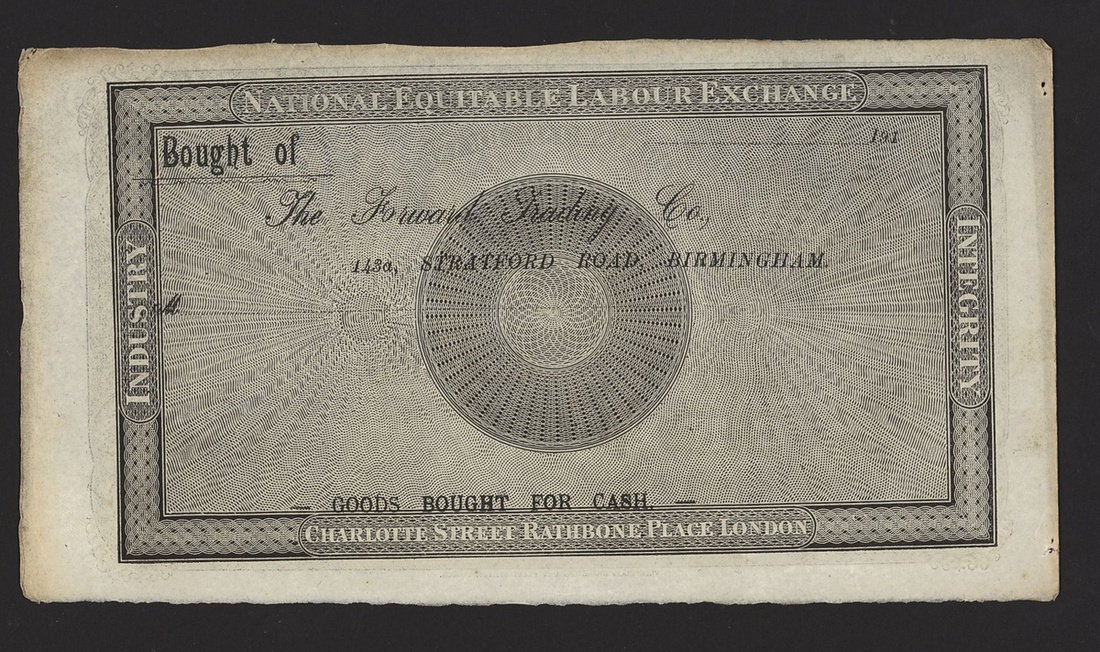 NATIONAL EQUITABLE LABOUR EXCHANGE
191
Bought of
The Forward Trading Co.,
143a, STRATFORD ROAD, BIRMINGHAM
M
INDUSTRY
INTEGRITY
— GOODS BOUGHT FOR CASH. —
CHARLOTTE STREET RATHBONE PLACE LONDON